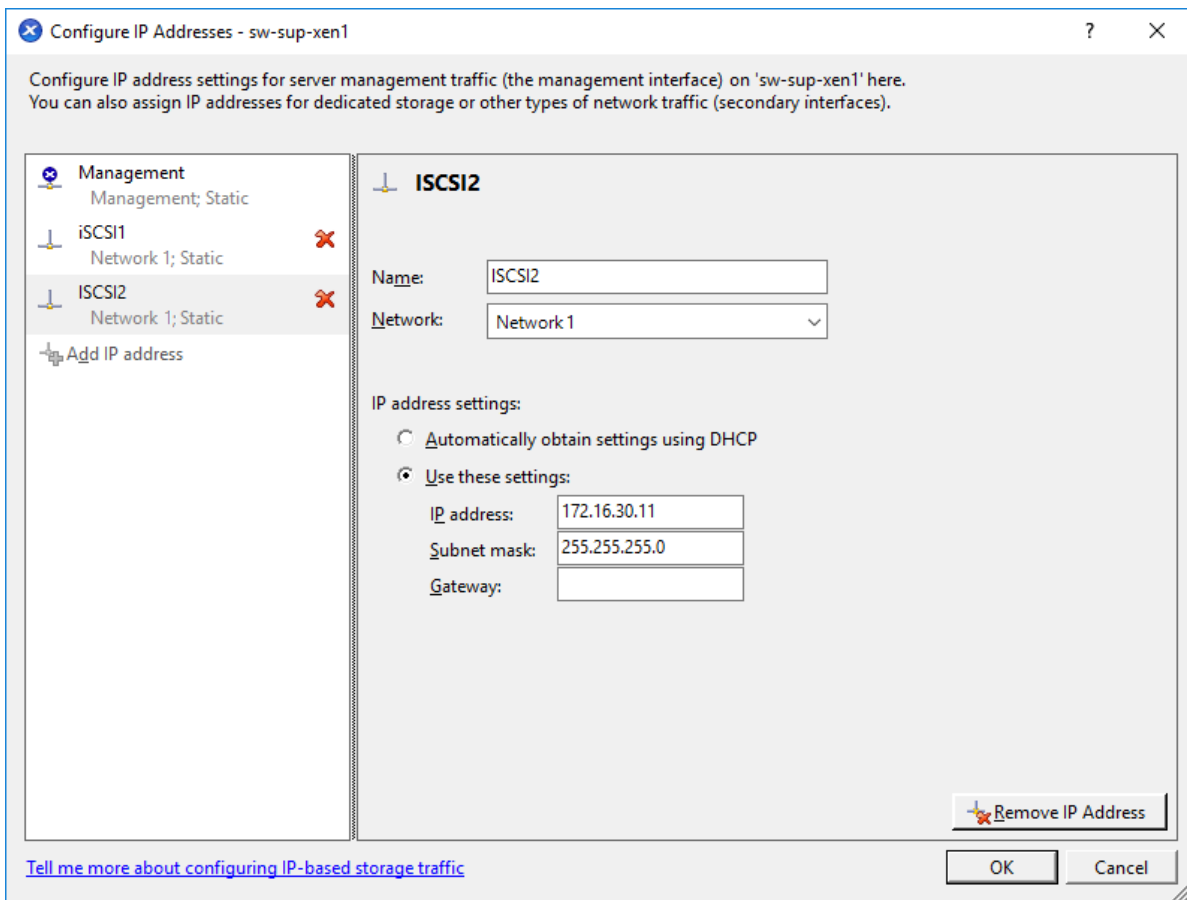 Configure IP Addresses - sw-sup-xen1
?
Configure IP address settings for server management traffic (the management interface) on 'sw-sup-xen1' here.
You can also assign IP addresses for dedicated storage or other types of network traffic (secondary interfaces).
Management
Management; Static
iSCSI1
Network 1; Static
ISCSI2
Network 1; Static
Add IP address
ISCSI2
Name: ISCSI2
Network: Network 1
IP address settings:
Automatically obtain settings using DHCP
Use these settings:
IP address: 172.16.30.11
Subnet mask: 255.255.255.0
Gateway:
Remove IP Address
Tell me more about configuring IP-based storage traffic
OK Cancel